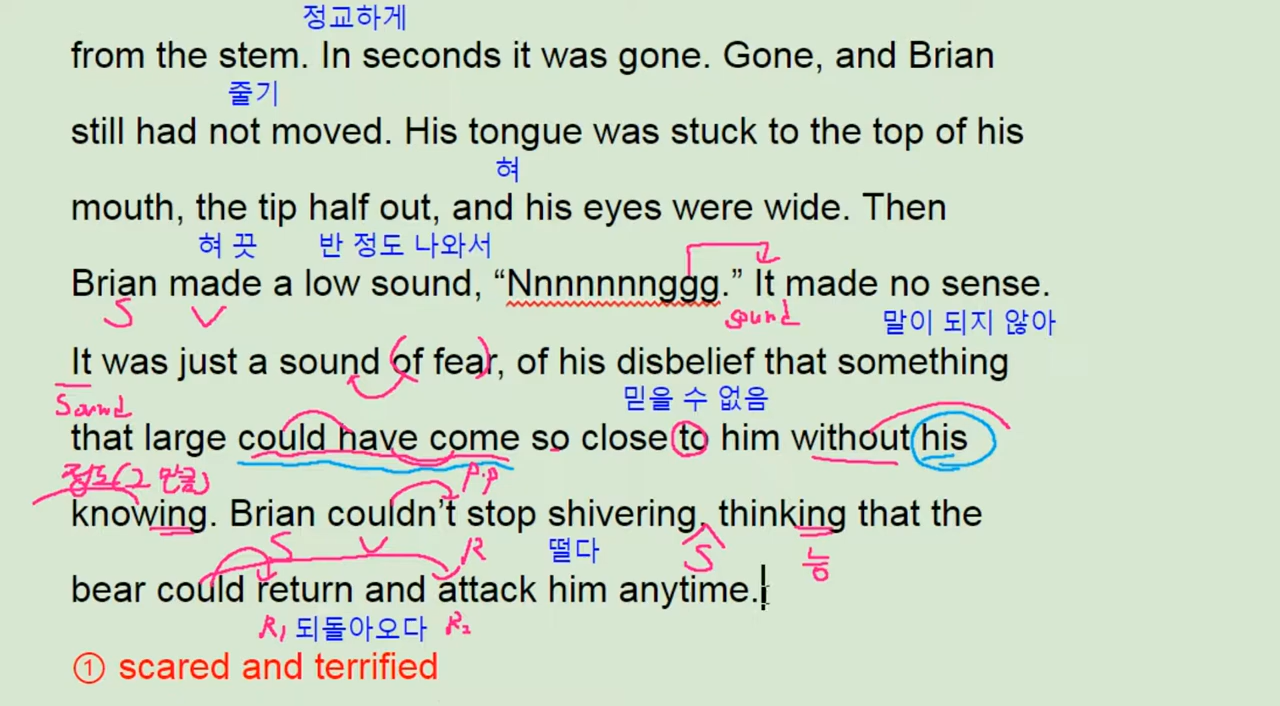 정교하게
from the stem. In seconds it was gone. Gone, and Brian
줄기
still had not moved. His tongue was stuck to the top of his
혀
mouth, the tip half out, and his eyes were wide. Then
혀 끗 반 정도 나와서
Brian made a low sound, “Nnnnnnnggg.” It made no sense.
S V sound 말이 되지 않아
It was just a sound of fear, of his disbelief that something
Sound 믿을 수 없음
that large could have come so close to him without his
정도(그 만큼) P.P
knowing. Brian couldn’t stop shivering, thinking that the
S V R 떨다 S 능
bear could return and attack him anytime.
R1 되돌아오다 R2
① scared and terrified